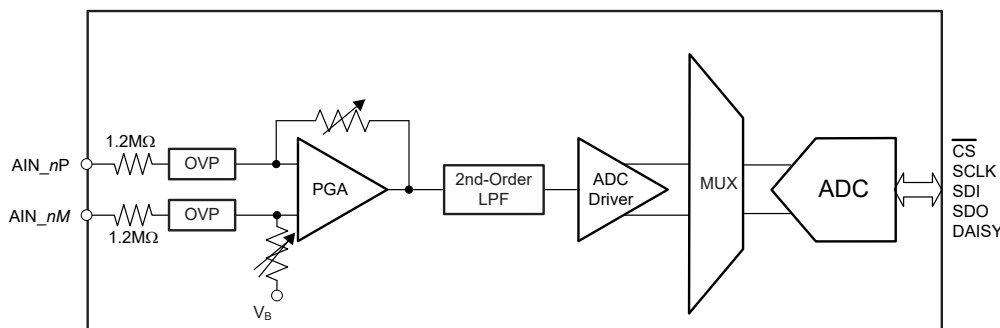 1.2MΩ
AIN_nP
OVP
PGA
AIN_nM
OVP
1.2MΩ
V_B
2nd-Order
LPF
ADC
Driver
MUX
ADC
CS
SCLK
SDI
SDO
DAISY